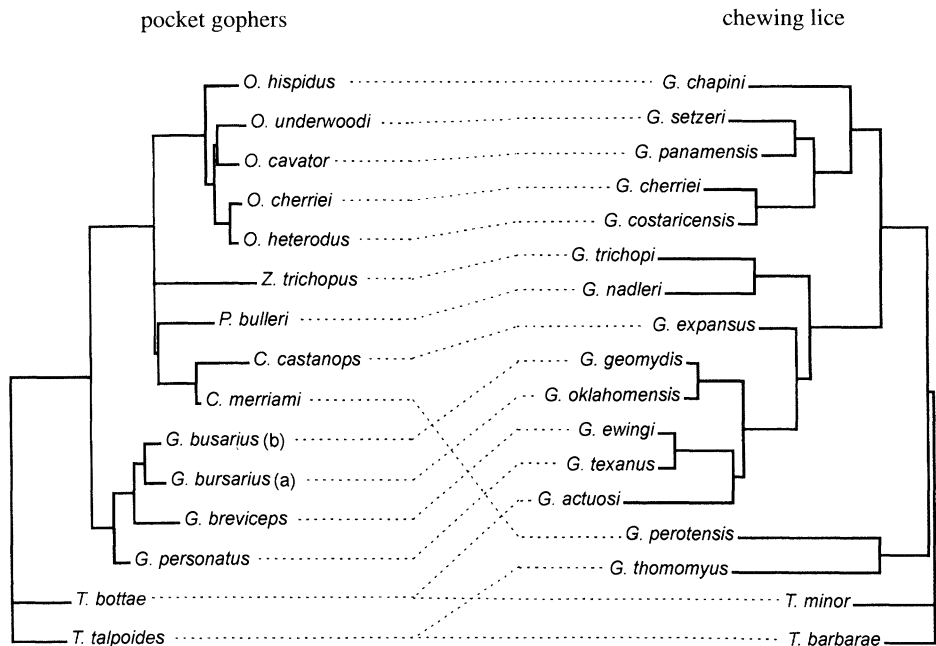 pocket gophers
chewing lice
O. hispidus
G. chapini
O. underwoodi
G. setzeri
O. cavator
G. panamensis
O. cherriei
G. cherriei
O. heterodus
G. costaricensis
Z. trichopus
G. trichopi
P. bulleri
G. nadleri
C. castanops
G. expansus
C. merriami
G. geomydis
G. busarius (b)
G. oklahomensis
G. bursarius (a)
G. ewingi
G. breviceps
G. texanus
G. personatus
G. actuosi
T. bottae
G. perotensis
T. talpoides
G. thomomyus
T. minor
T. barbarae